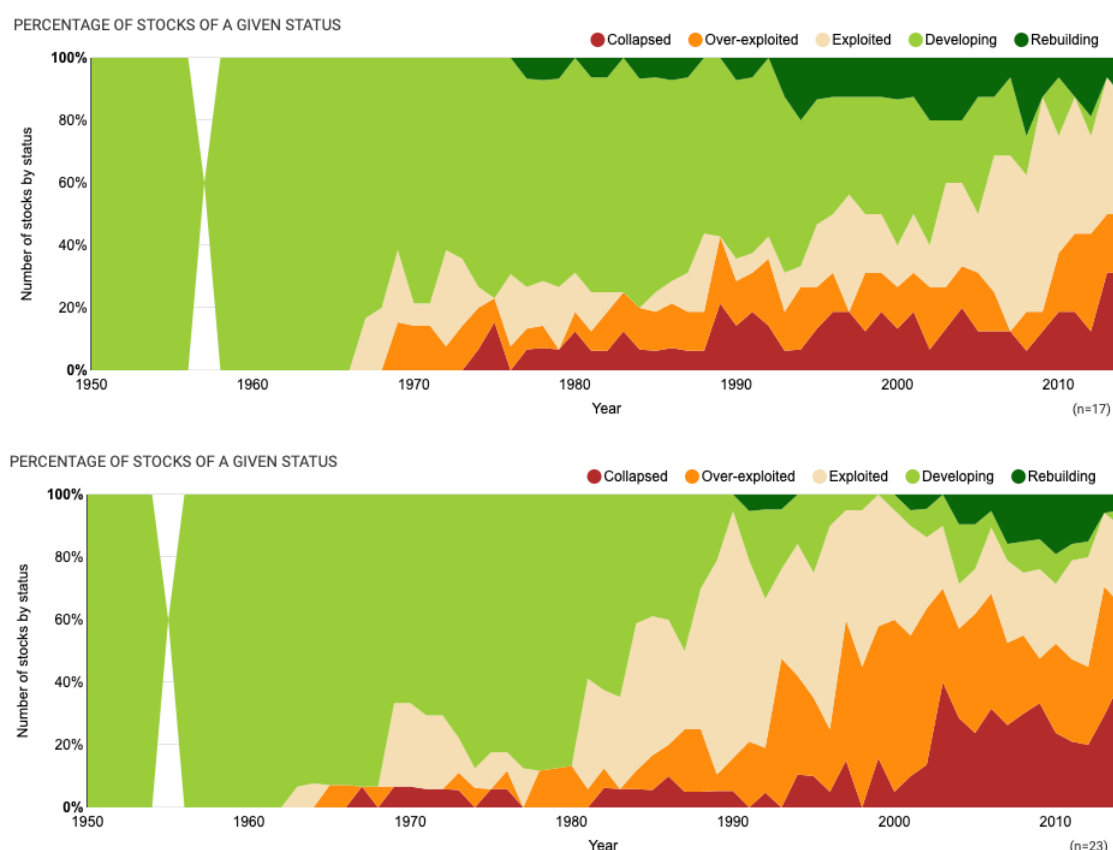 PERCENTAGE OF STOCKS OF A GIVEN STATUS
Collapsed Over-exploited Exploited Developing Rebuilding
100%
80%
60%
40%
20%
0%
Number of stocks by status
1950 1960 1970 1980 1990 2000 2010
Year
(n=17)
PERCENTAGE OF STOCKS OF A GIVEN STATUS
Collapsed Over-exploited Exploited Developing Rebuilding
100%
80%
60%
40%
20%
0%
Number of stocks by status
1950 1960 1970 1980 1990 2000 2010
Year
(n=23)